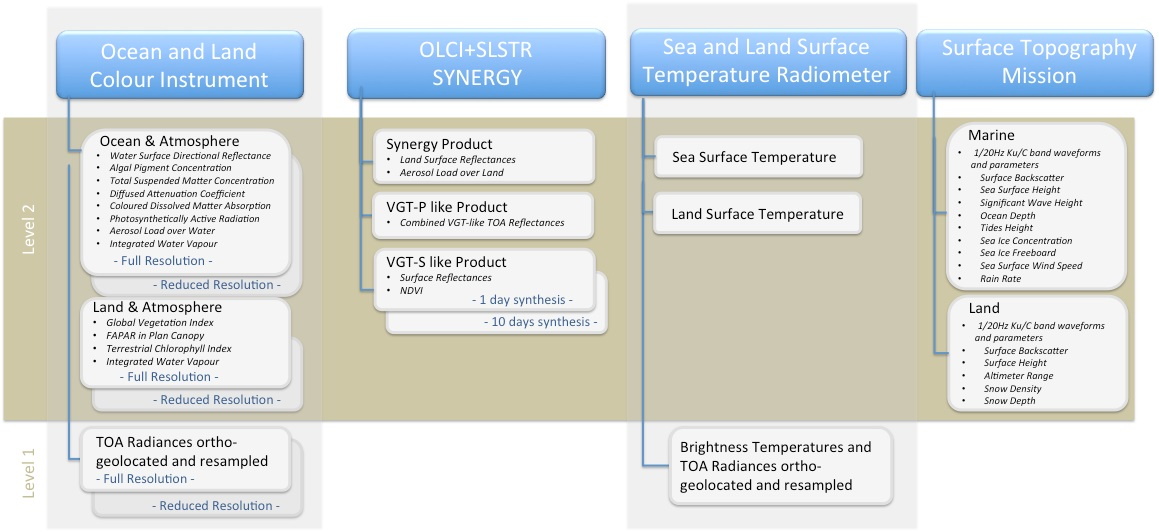 Ocean and Land
Colour Instrument
OLCI+SLSTR
SYNERGY
Sea and Land Surface
Temperature Radiometer
Surface Topography
Mission
Level 2
Ocean & Atmosphere
• Water Surface Directional Reflectance
• Algal Pigment Concentration
• Total Suspended Matter Concentration
• Diffused Attenuation Coefficient
• Coloured Dissolved Matter Absorption
• Photosynthetically Active Radiation
• Aerosol Load over Water
• Integrated Water Vapour
- Full Resolution -
- Reduced Resolution -
Land & Atmosphere
• Global Vegetation Index
• FAPAR in Plan Canopy
• Terrestrial Chlorophyll Index
• Integrated Water Vapour
- Full Resolution -
- Reduced Resolution -
Synergy Product
• Land Surface Reflectances
• Aerosol Load over Land
VGT-P like Product
• Combined VGT-like TOA Reflectances
VGT-S like Product
• Surface Reflectances
• NDVI
- 1 day synthesis -
- 10 days synthesis -
Sea Surface Temperature
Land Surface Temperature
Marine
• 1/20Hz Ku/C band waveforms
and parameters
• Surface Backscatter
• Sea Surface Height
• Significant Wave Height
• Ocean Depth
• Tides Height
• Sea Ice Concentration
• Sea Ice Freeboard
• Sea Surface Wind Speed
• Rain Rate
Land
• 1/20Hz Ku/C band waveforms
and parameters
• Surface Backscatter
• Surface Height
• Altimeter Range
• Snow Density
• Snow Depth
Level 1
TOA Radiances ortho-
geolocated and resampled
- Full Resolution -
- Reduced Resolution -
Brightness Temperatures and
TOA Radiances ortho-
geolocated and resampled